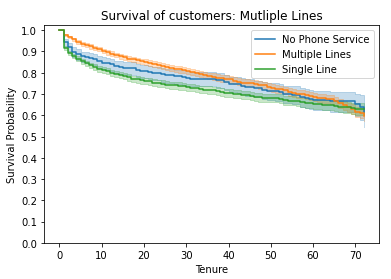 Survival of customers: Mutliple Lines
No Phone Service
Multiple Lines
Single Line
Survival Probability
1.0
0.9
0.8
0.7
0.6
0.5
0.4
0.3
0.2
0.1
0.0
0 10 20 30 40 50 60 70
Tenure